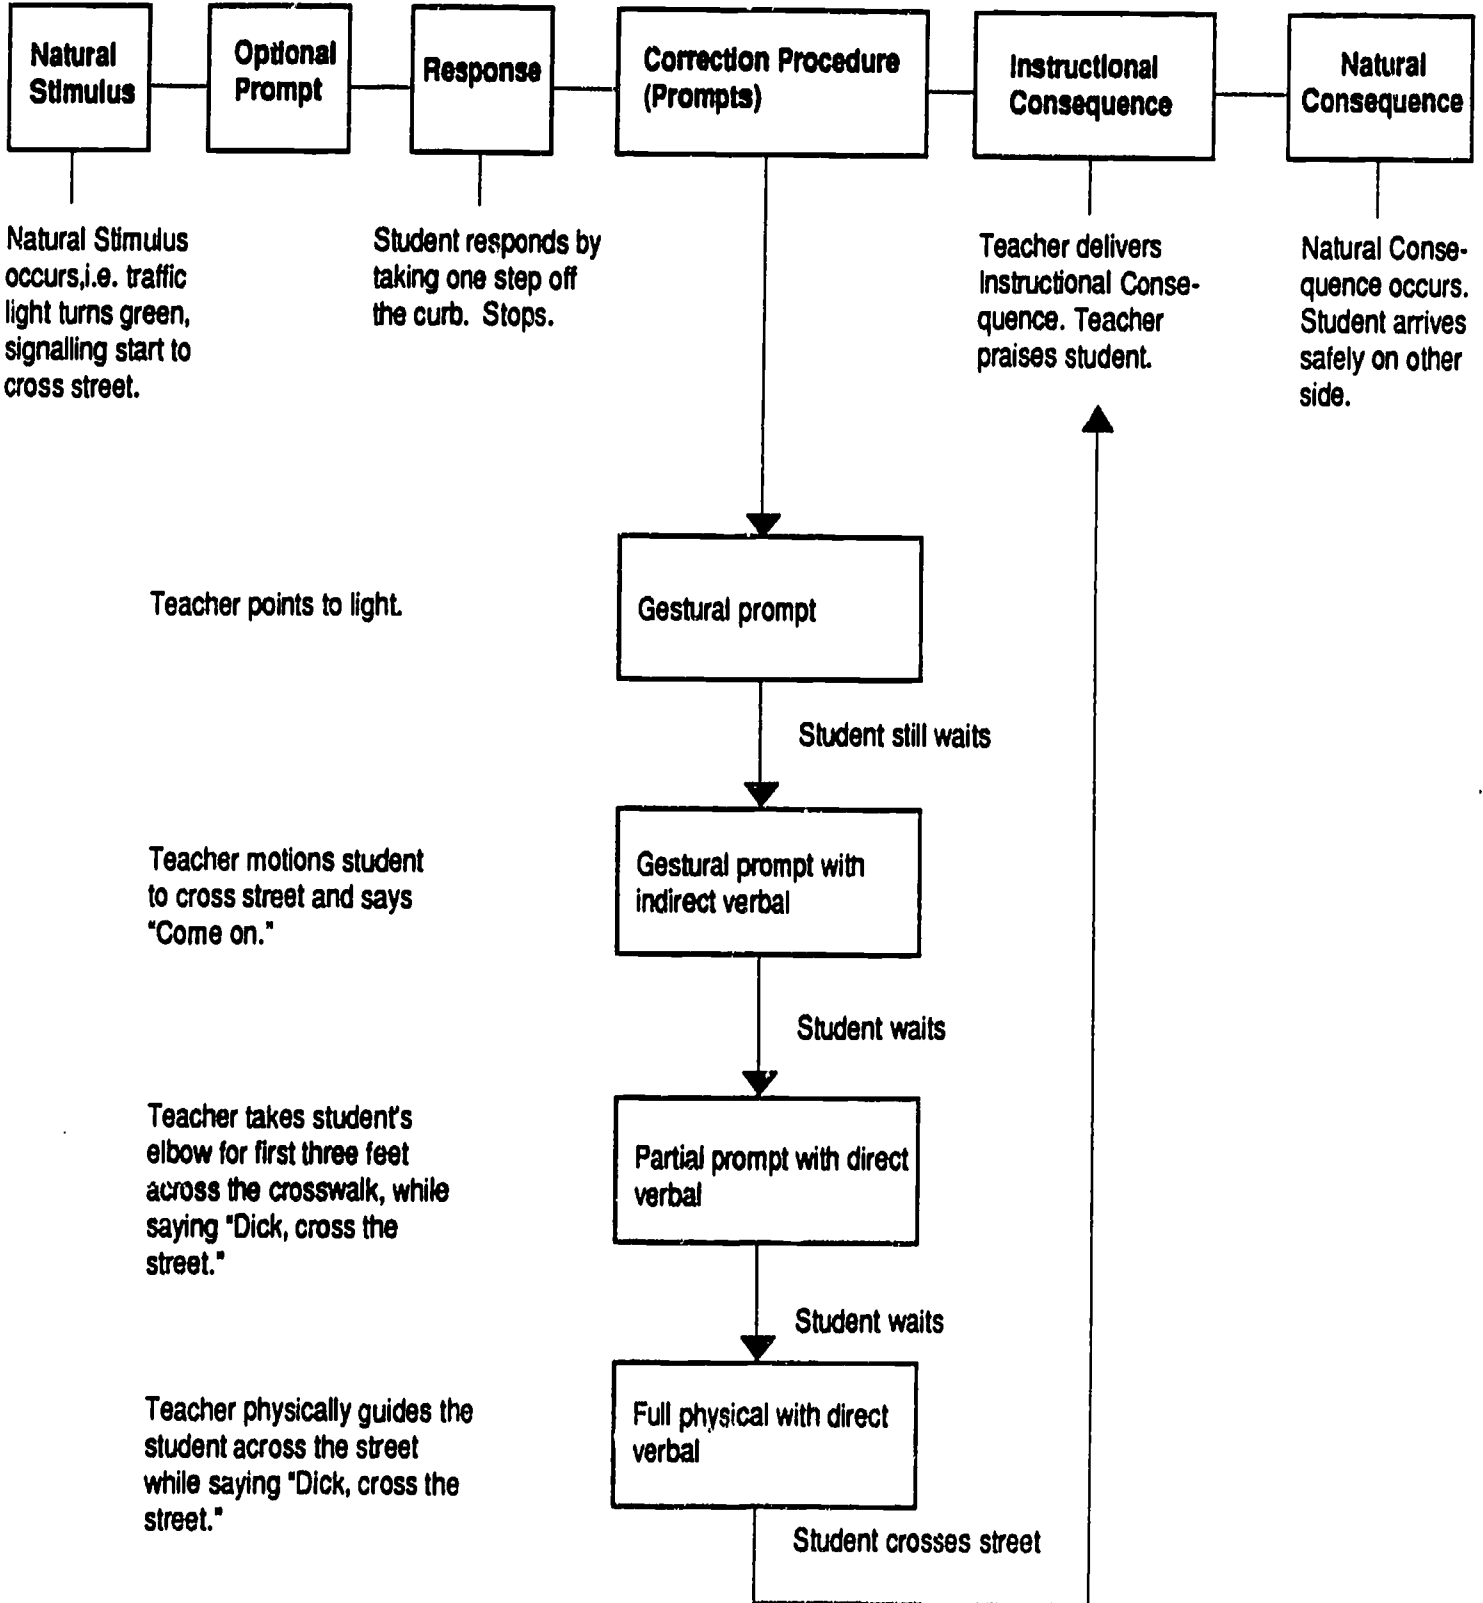 Natural
Stimulus
Optional
Prompt
Response
Correction Procedure
(Prompts)
Instructional
Consequence
Natural
Consequence
Natural Stimulus
occurs,i.e. traffic
light turns green,
signalling start to
cross street.
Student responds by
taking one step off
the curb. Stops.
Teacher delivers
Instructional Conse-
quence. Teacher
praises student.
Natural Conse-
quence occurs.
Student arrives
safely on other
side.
Teacher points to light.
Gestural prompt
Student still waits
Teacher motions student
to cross street and says
"Come on."
Gestural prompt with
indirect verbal
Student waits
Teacher takes student's
elbow for first three feet
across the crosswalk, while
saying "Dick, cross the
street."
Partial prompt with direct
verbal
Student waits
Teacher physically guides the
student across the street
while saying "Dick, cross the
street."
Full physical with direct
verbal
Student crosses street